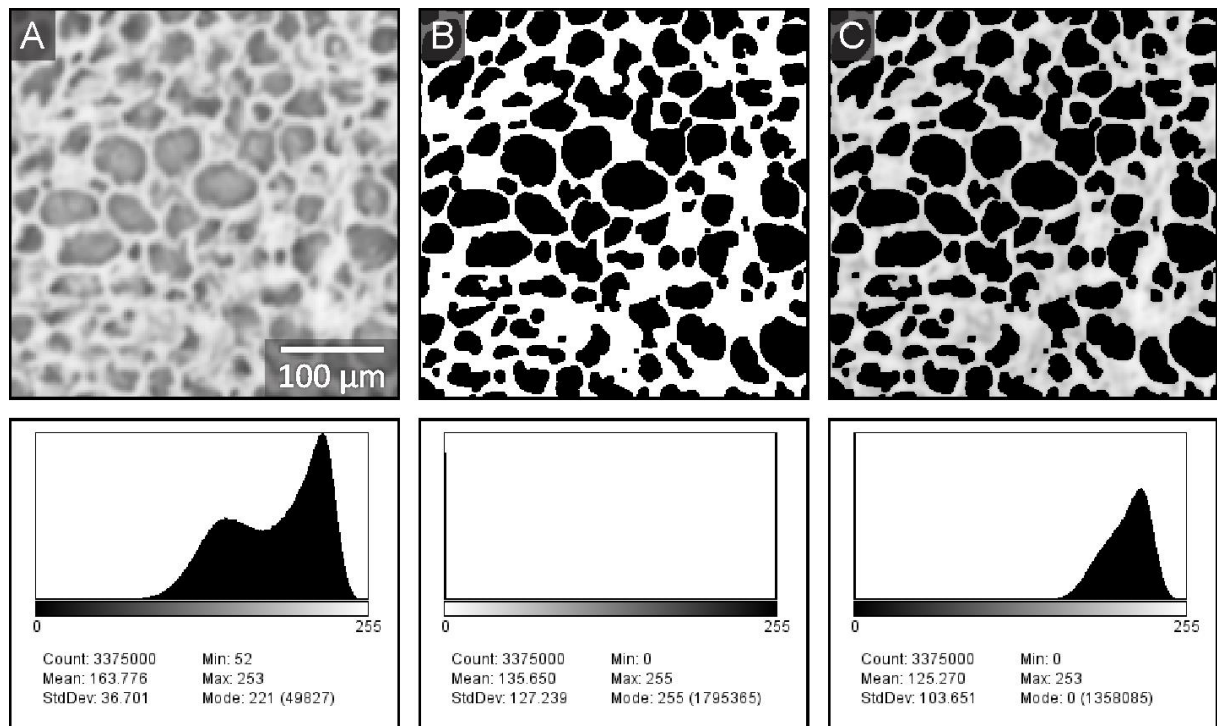 A
B
C
100 μm
0
255
Count: 3375000
Min: 52
Mean: 163.776
Max: 253
StdDev: 36.701
Mode: 221 (49827)
0
255
Count: 3375000
Min: 0
Mean: 135.650
Max: 255
StdDev: 127.239
Mode: 255 (1795365)
0
255
Count: 3375000
Min: 0
Mean: 125.270
Max: 253
StdDev: 103.651
Mode: 0 (1358085)